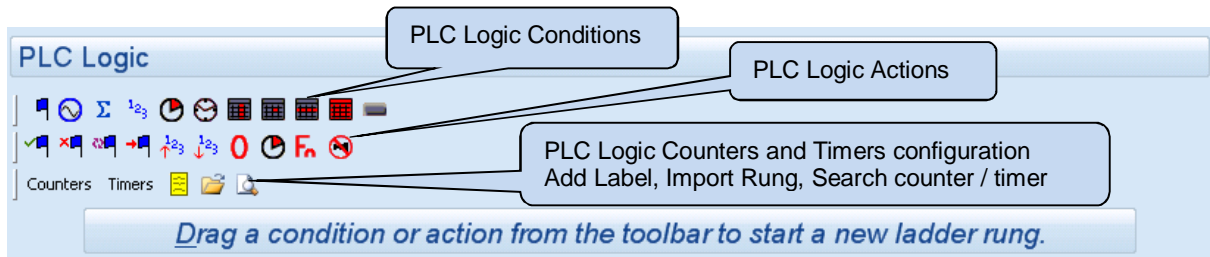 PLC Logic Conditions
PLC Logic
PLC Logic Actions
PLC Logic Counters and Timers configuration
Add Label, Import Rung, Search counter / timer
Counters Timers
Drag a condition or action from the toolbar to start a new ladder rung.